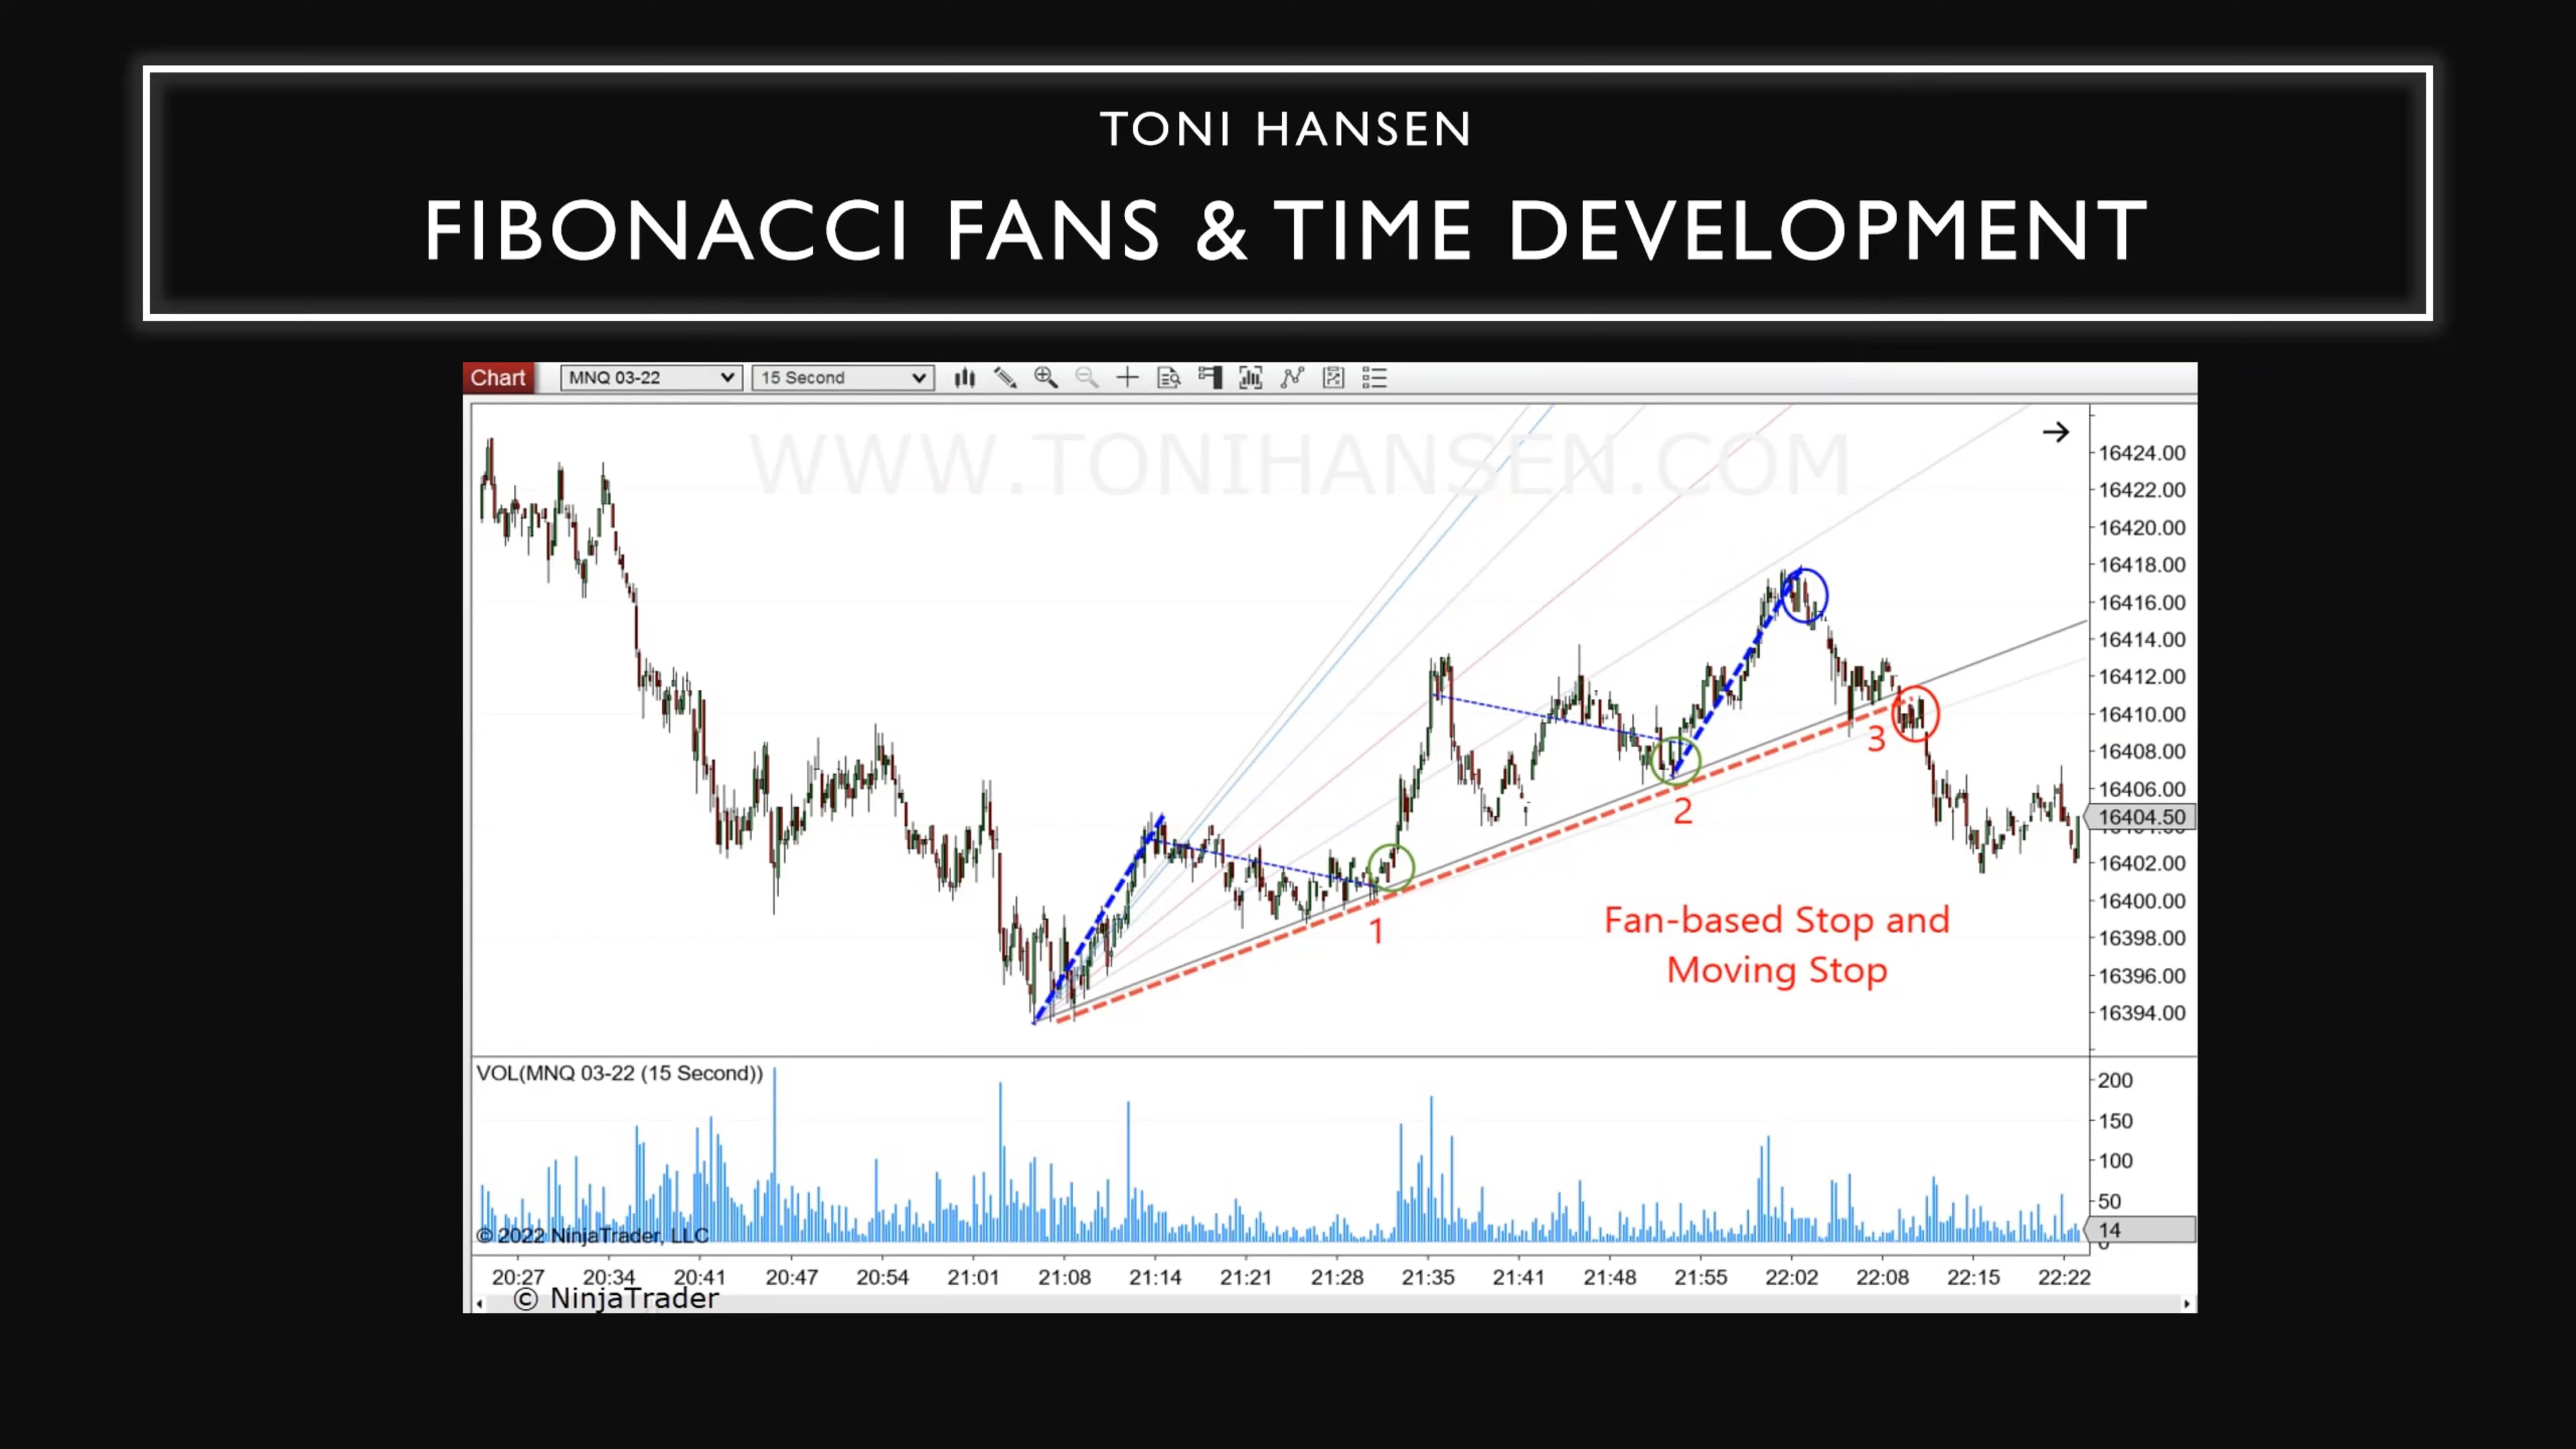 TONI HANSEN
FIBONACCI FANS & TIME DEVELOPMENT
Chart MNQ 03-22 15 Second
WWW.TONIHANSEN.COM
16424.00
16422.00
16420.00
16418.00
16416.00
16414.00
16412.00
16410.00
16408.00
16406.00
16404.50
16402.00
16400.00
16398.00
16396.00
16394.00
1
2
3
Fan-based Stop and
Moving Stop
VOL(MNQ 03-22 (15 Second))
200
150
100
50
14
© 2022 NinjaTrader, LLC
20:27 20:34 20:41 20:47 20:54 21:01 21:08 21:14 21:21 21:28 21:35 21:41 21:48 21:55 22:02 22:08 22:15 22:22
© NinjaTrader